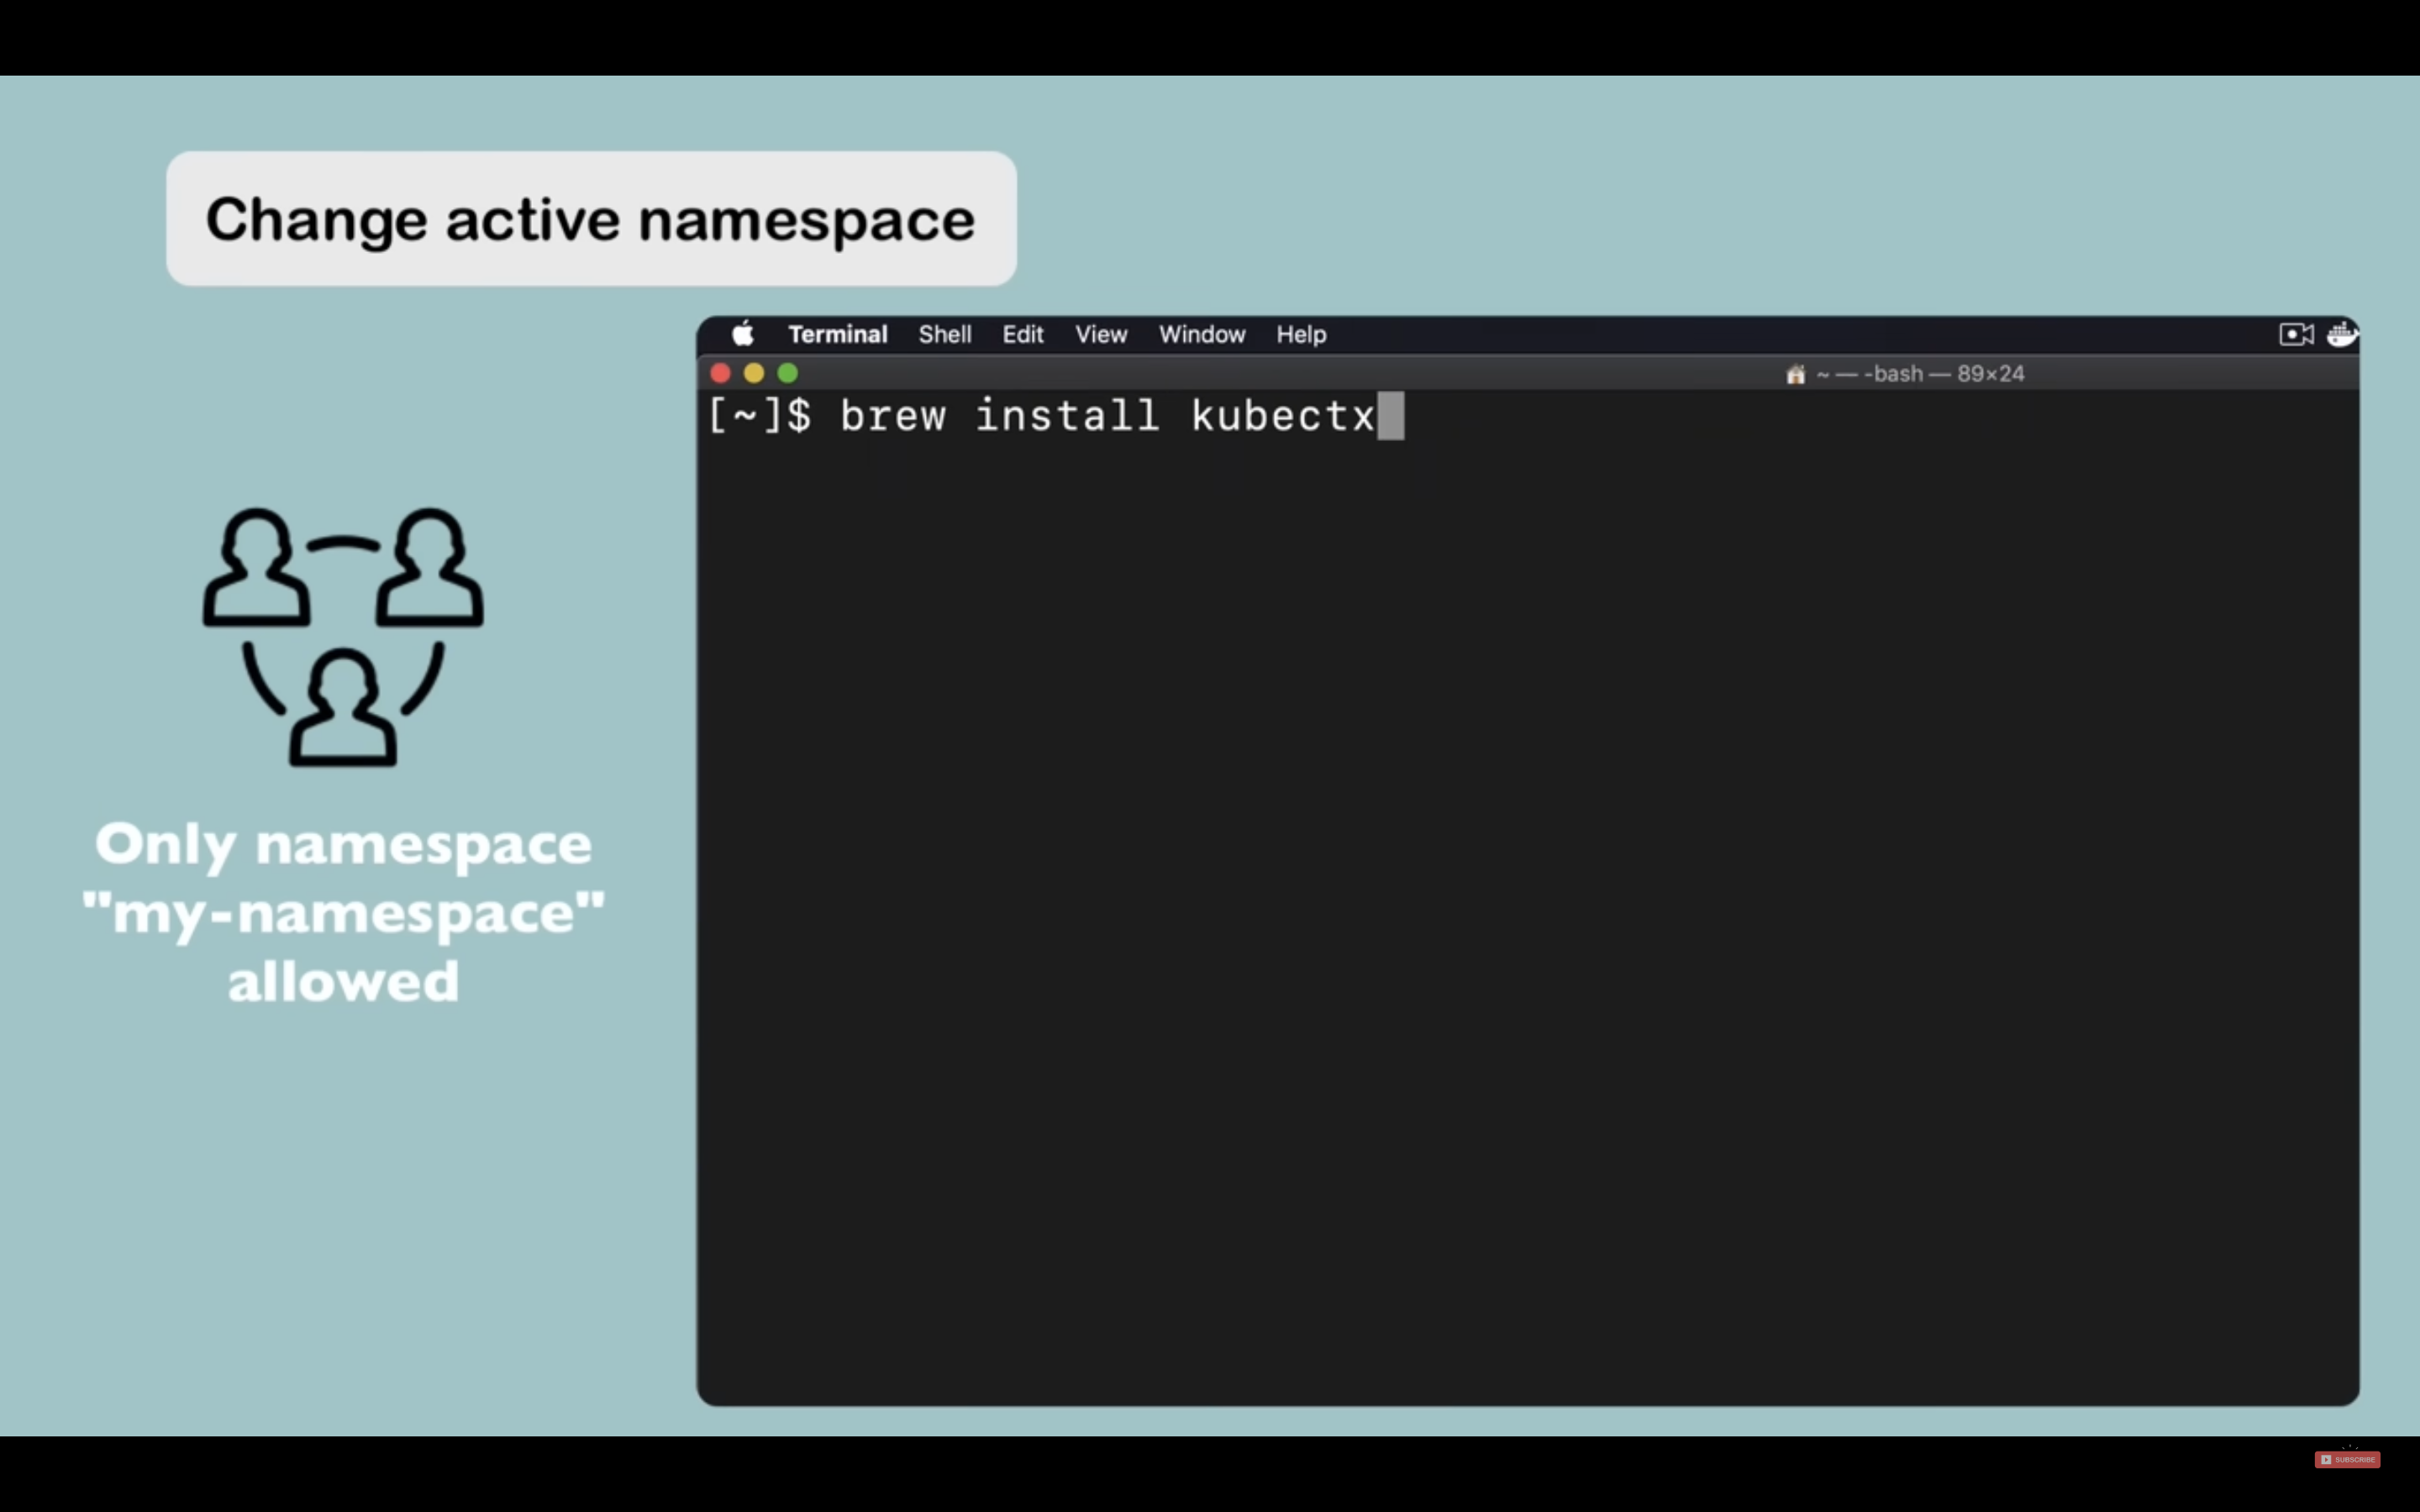 Change active namespace
Terminal Shell Edit View Window Help
~ — -bash — 89×24
[~]$ brew install kubectx
Only namespace
"my-namespace"
allowed
SUBSCRIBE